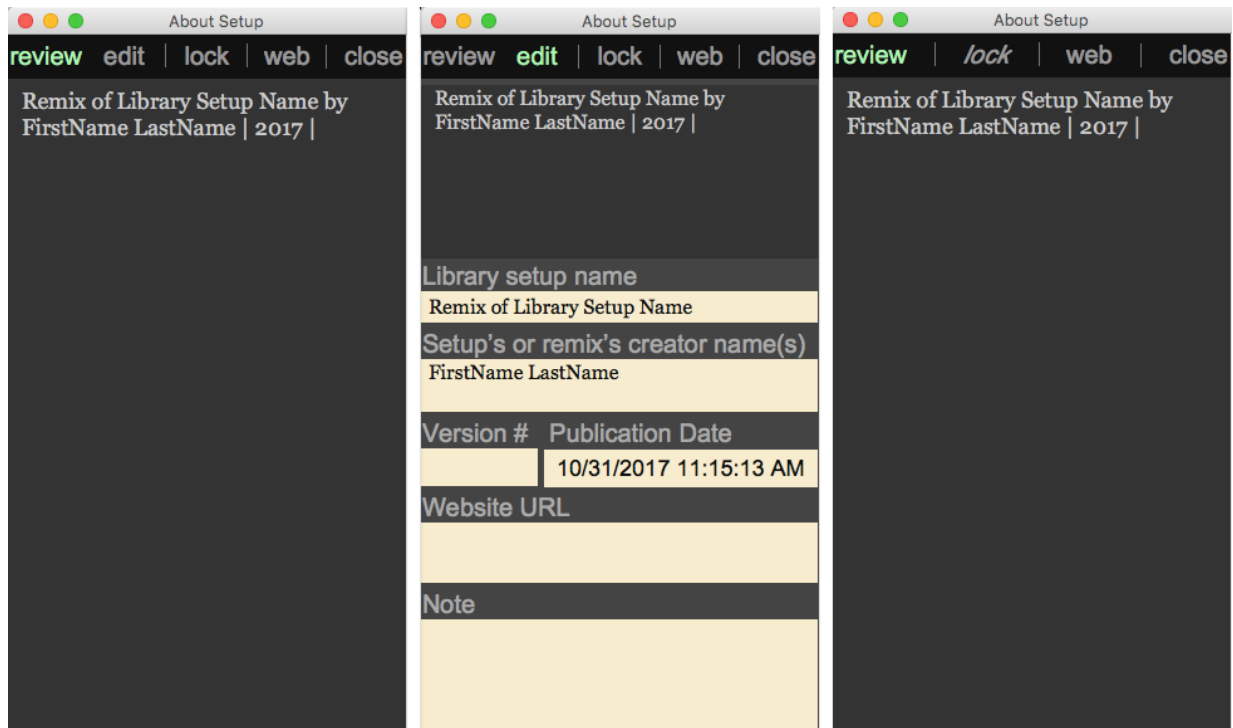 About Setup
review edit | lock | web | close
Remix of Library Setup Name by
FirstName LastName | 2017 |
About Setup
review edit | lock | web | close
Remix of Library Setup Name by
FirstName LastName | 2017 |
Library setup name
Remix of Library Setup Name
Setup's or remix's creator name(s)
FirstName LastName
Version # Publication Date
10/31/2017 11:15:13 AM
Website URL
Note
About Setup
review | lock | web | close
Remix of Library Setup Name by
FirstName LastName | 2017 |